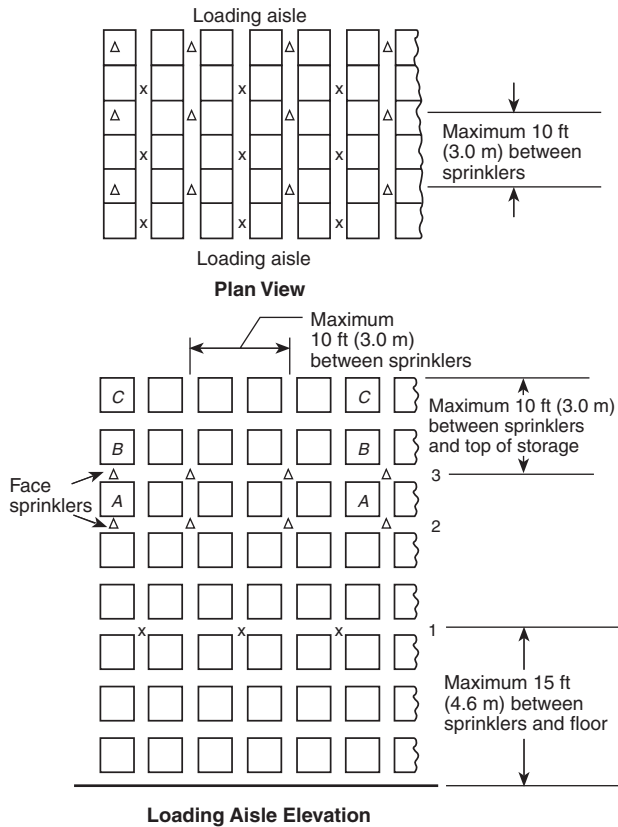 Loading aisle
x x x
Maximum 10 ft
(3.0 m) between
sprinklers
x x x
x x x
Loading aisle
Plan View
Maximum
10 ft (3.0 m)
between sprinklers
C C
Maximum 10 ft (3.0 m)
between sprinklers
and top of storage
B B
3
Face
sprinklers
A A
2
x x x
1
Maximum 15 ft
(4.6 m) between
sprinklers and floor
Loading Aisle Elevation